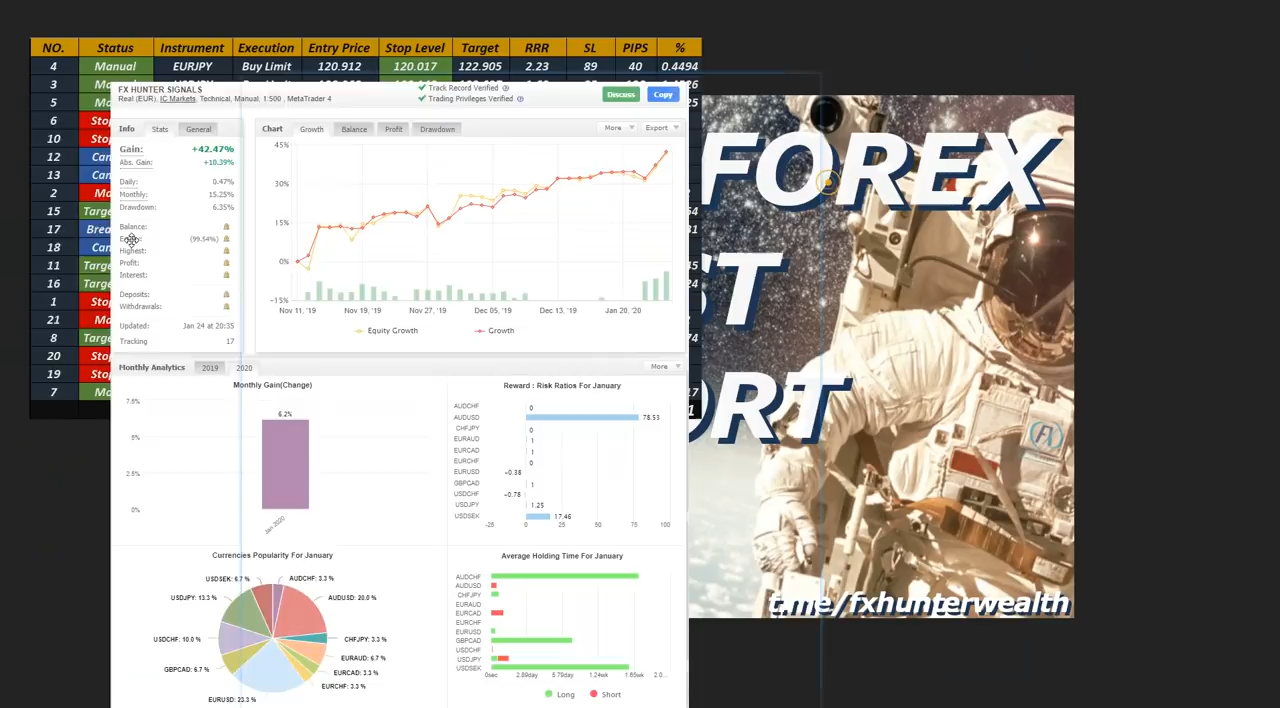 NO. Status Instrument Execution Entry Price Stop Level Target RRR SL PIPS %
4 Manual EURJPY Buy Limit 120.912 120.017 122.905 2.23 89 40 0.4494
3
5
6
10
12
13
2
15
17
18
11
16
1
21
8
20
19
7
FX HUNTER SIGNALS
Real (EUR), IC Markets, Technical, Manual, 1:500 , MetaTrader 4
Track Record Verified
Trading Privileges Verified
Discuss Copy
Info Stats General
Gain: +42.47%
Abs. Gain: +10.39%
Daily: 0.47%
Monthly: 15.25%
Drawdown: 6.35%
Balance:
(99.54%)
Highest:
Profit:
Interest:
Deposits:
Withdrawals:
Updated: Jan 24 at 20:35
Tracking 17
Chart Growth Balance Profit Drawdown More Export
45%
30%
15%
0%
-15%
Nov 11, '19 Nov 19, '19 Nov 27, '19 Dec 05, '19 Dec 13, '19 Jan 20, '20
Equity Growth Growth
Monthly Analytics 2019 2020 More
Monthly Gain(Change)
7.5%
5%
2.5%
0%
6.2%
Jan 2020
Reward : Risk Ratios For January
AUDCHF 0
AUDUSD 78.53
CHFJPY 0
EURAUD 1
EURCAD 1
EURCHF 0
EURUSD -0.38
GBPCAD 1
USDCHF -0.78
USDJPY 1.25
USDSEK 17.46
-25 0 25 50 75 100
Currencies Popularity For January
USDSEK: 6.7 % AUDCHF: 3.3 %
USDJPY: 13.3 % AUDUSD: 20.0 %
USDCHF: 10.0 % CHFJPY: 3.3 %
GBPCAD: 6.7 % EURAUD: 6.7 %
EURCAD: 3.3 %
EURCHF: 3.3 %
EURUSD: 23.3 %
Average Holding Time For January
AUDCHF
AUDUSD
CHFJPY
EURAUD
EURCAD
EURCHF
EURUSD
GBPCAD
USDCHF
USDJPY
USDSEK
0sec 2.89day 5.79day 1.24wk 1.65wk 2.0...
Long Short
FOREX
ST
ORT
FX
t.me/fxhunterwealth